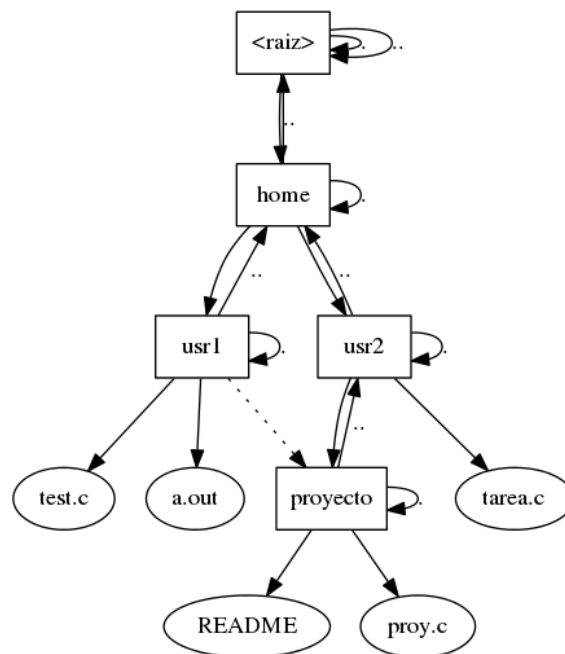 <raiz>
.
..
..
home
.
..
..
usr1
.
usr2
.
..
test.c
a.out
proyecto
.
tarea.c
README
proy.c